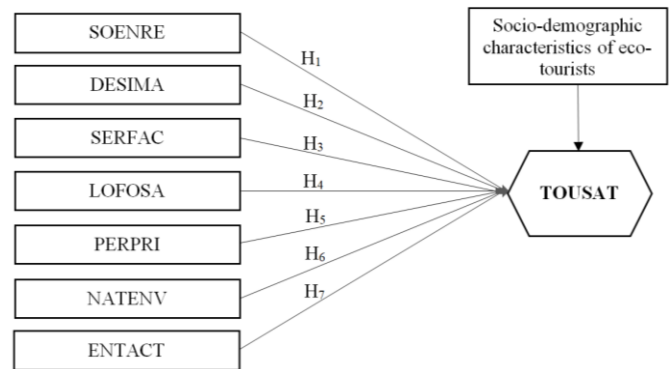 SOENRE
DESIMA
SERFAC
LOFOSA
PERPRI
NATENV
ENTACT
H₁
H₂
H₃
H₄
H₅
H₆
H₇
Socio-demographic
characteristics of eco-
tourists
TOUSAT